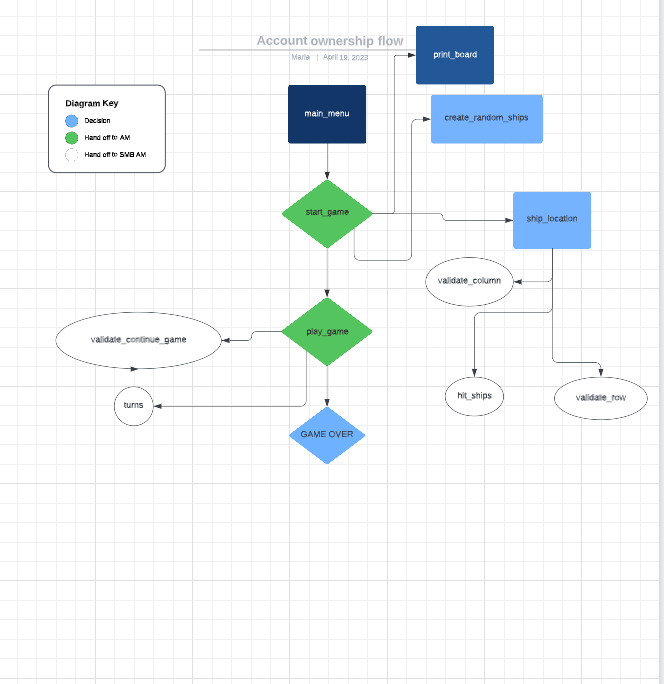 Account ownership flow
Maria | April 19, 2023
print_board
Diagram Key
Decision
Hand off to AM
Hand off to SMB AM
main_menu
create_random_ships
start_game
ship_location
validate_column
play_game
validate_continue_game
hit_ships
validate_row
turns
GAME OVER